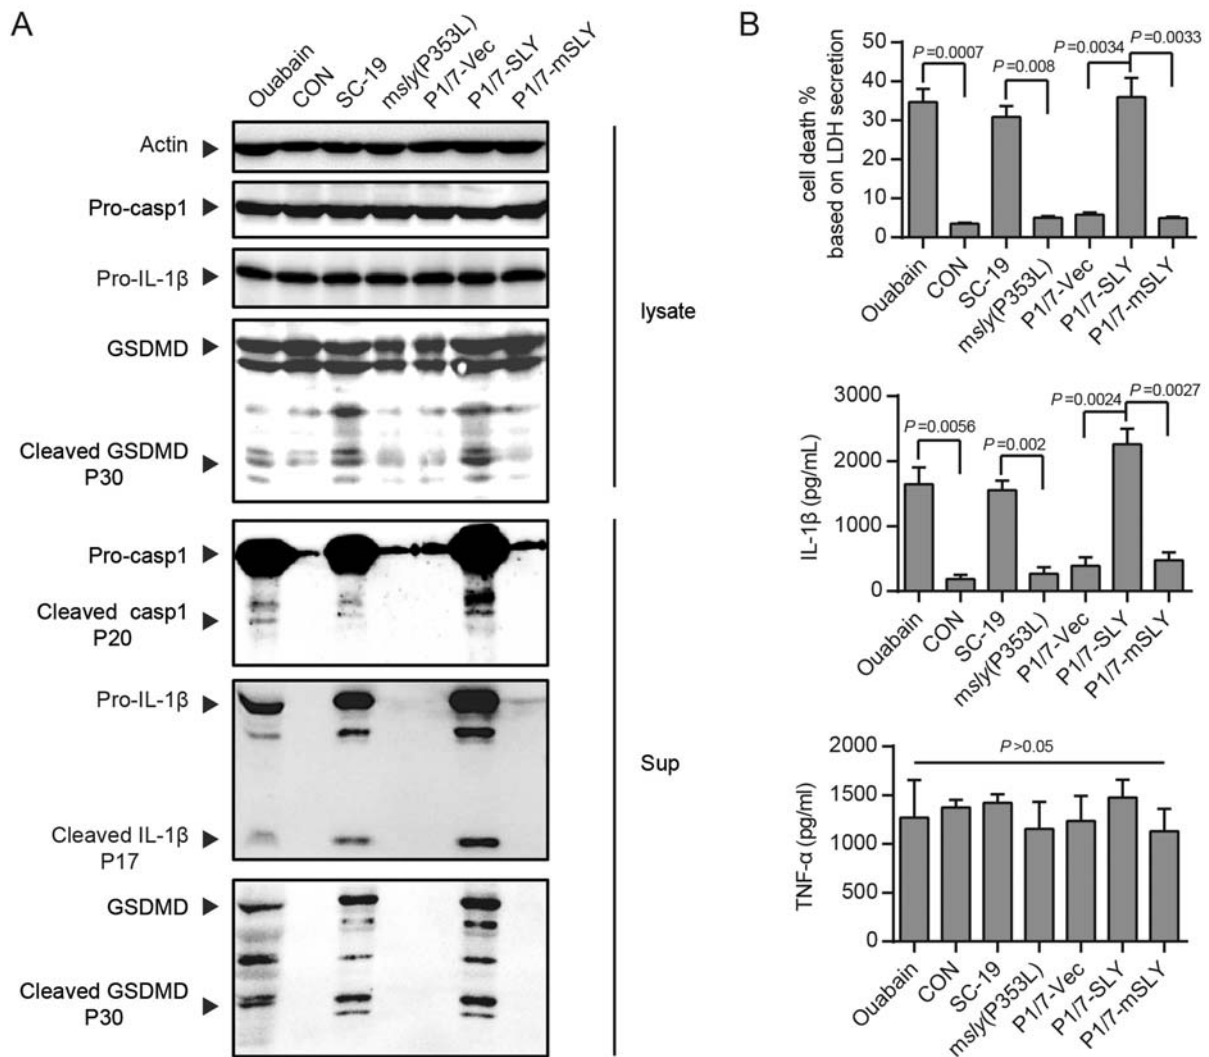 A
Ouabain
CON
SC-19
msly(P353L)
P1/7-Vec
P1/7-SLY
P1/7-mSLY
Actin
Pro-casp1
Pro-IL-1β
GSDMD
Cleaved GSDMD
P30
lysate
Pro-casp1
Cleaved casp1
P20
Pro-IL-1β
Cleaved IL-1β
P17
GSDMD
Cleaved GSDMD
P30
Sup
B
cell death %
based on LDH secretion
50
40
30
20
10
0
P=0.0007
P=0.008
P=0.0034
P=0.0033
Ouabain
CON
SC-19
msly(P353L)
P1/7-Vec
P1/7-SLY
P1/7-mSLY
IL-1β (pg/mL)
3000
2000
1000
0
P=0.0056
P=0.002
P=0.0024
P=0.0027
Ouabain
CON
SC-19
msly(P353L)
P1/7-Vec
P1/7-SLY
P1/7-mSLY
TNF-α (pg/ml)
2000
1500
1000
500
0
P>0.05
Ouabain
CON
SC-19
msly(P353L)
P1/7-Vec
P1/7-SLY
P1/7-mSLY